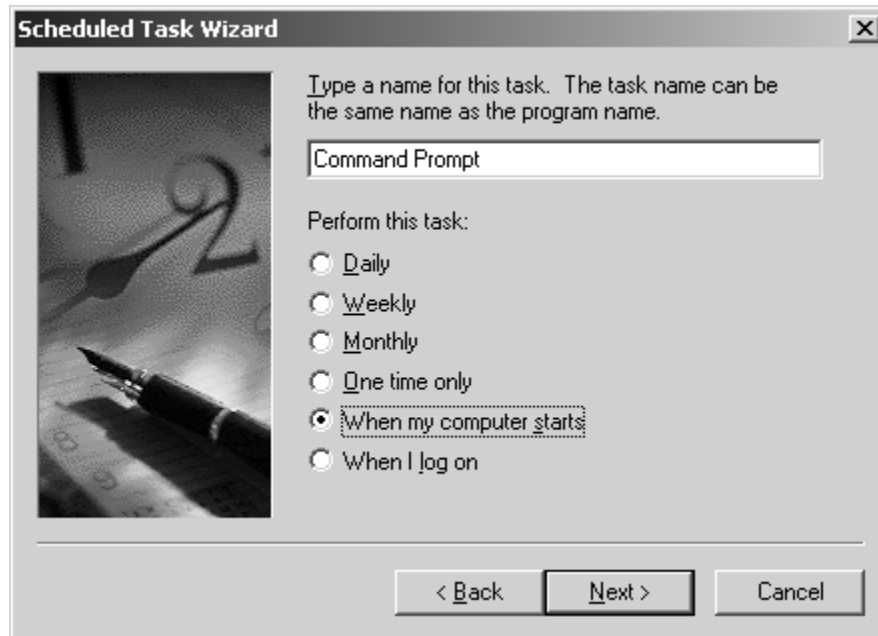 Scheduled Task Wizard
Type a name for this task.  The task name can be
the same name as the program name.
Command Prompt
Perform this task:
Daily
Weekly
Monthly
One time only
When my computer starts
When I log on
< Back
Next >
Cancel
2